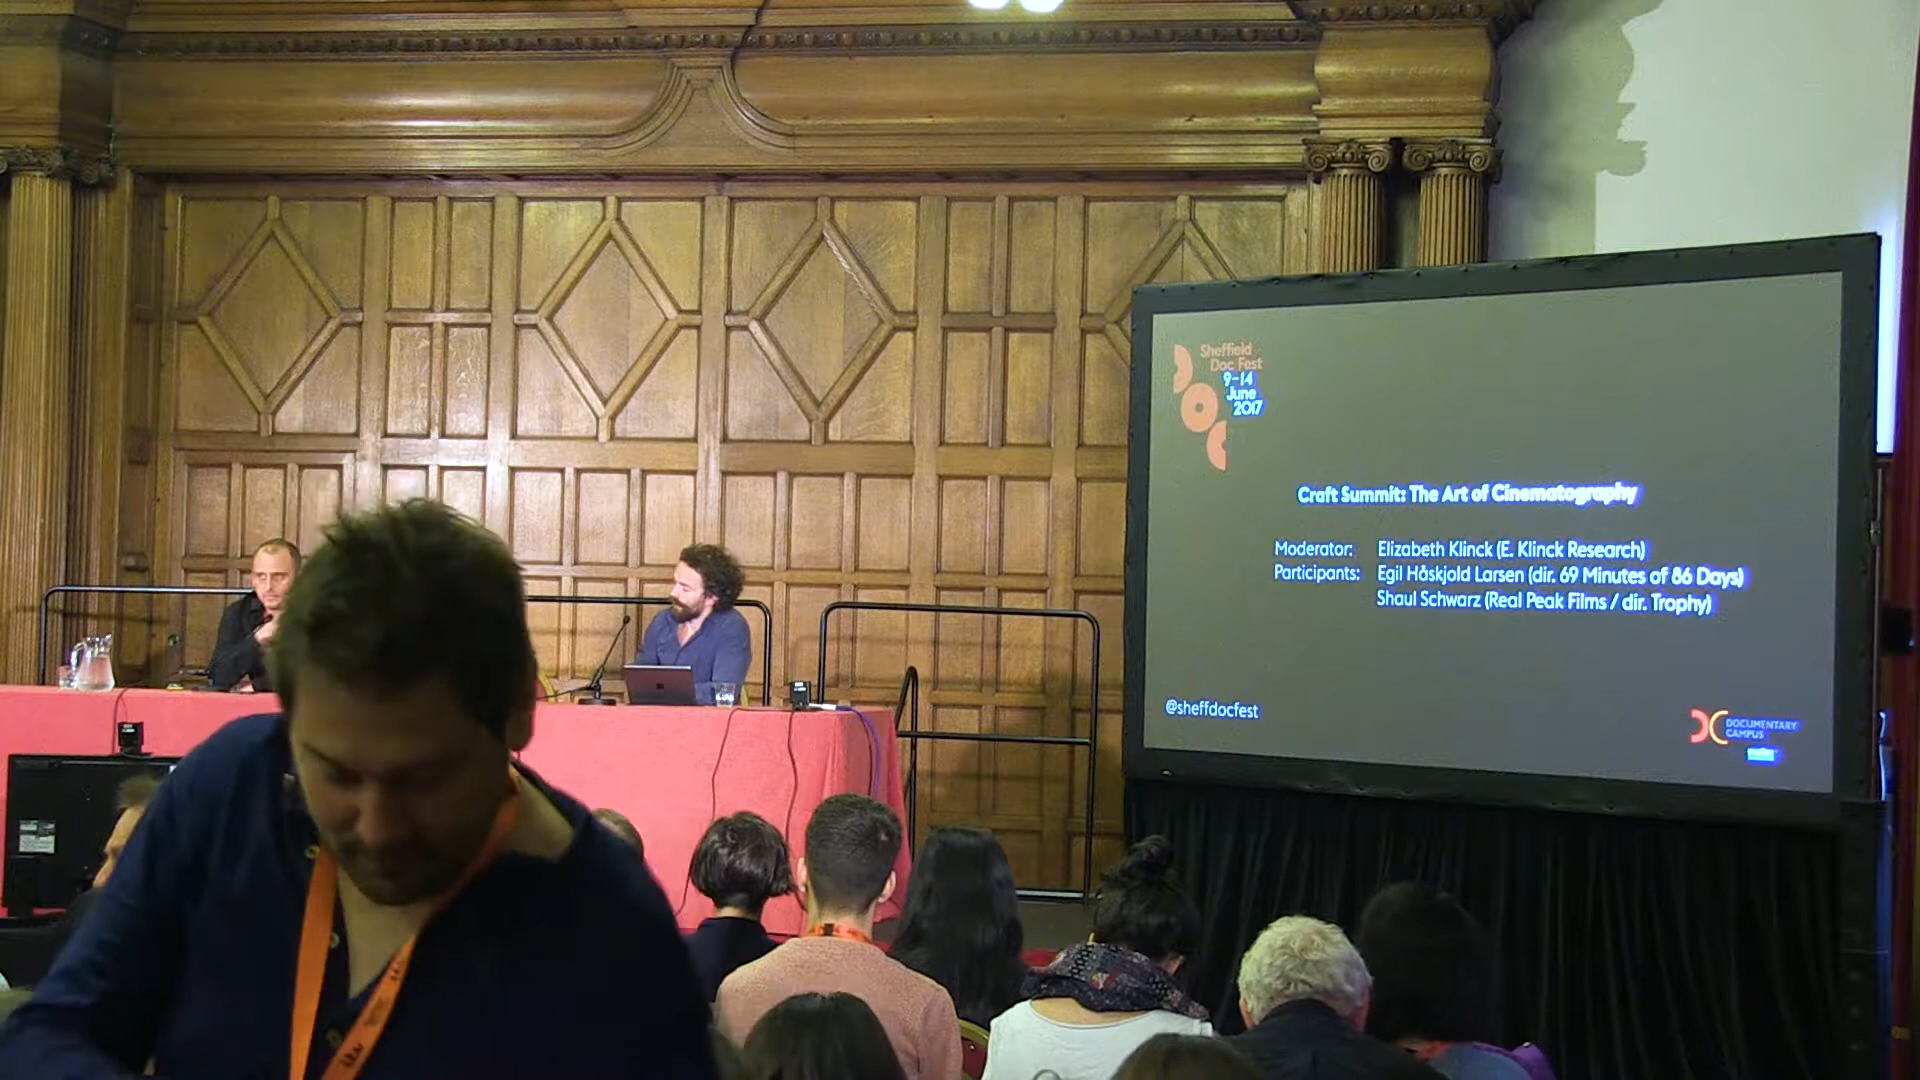 Sheffield
Doc Fest
9-14
June
2017
Craft Summit: The Art of Cinematography
Moderator: Elizabeth Klinck (E. Klinck Research)
Participants: Egil Håskjold Larsen (dir. 69 Minutes of 86 Days)
Shaul Schwarz (Real Peak Films / dir. Trophy)
@sheffdocfest
DOCUMENTARY
CAMPUS
itv